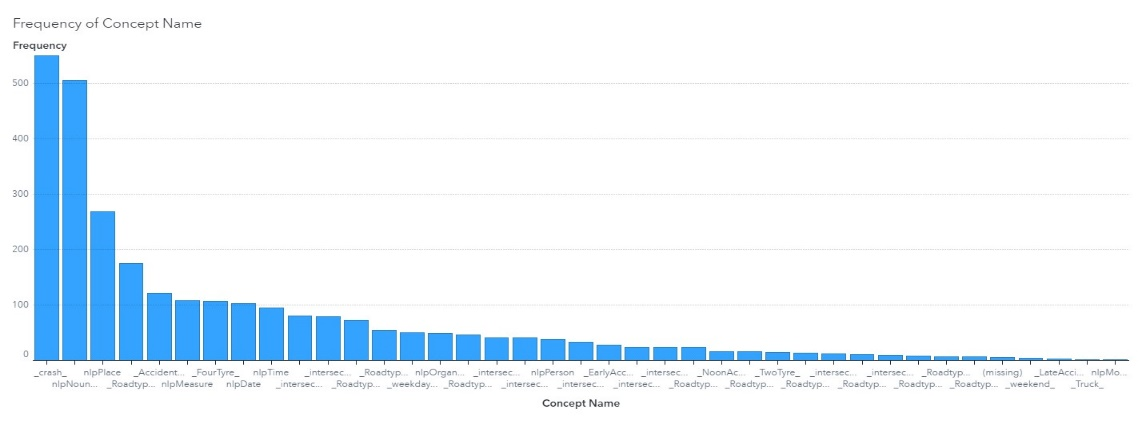 Frequency of Concept Name
Frequency
500
400
300
200
100
0
_crash_ nlpPlace _Accident... _FourTyre_ nlpTime _intersec... _Roadtyp... nlpOrgan... _intersec... nlpPerson _EarlyAcc... _intersec... _NoonAc... _TwoTyre_ _intersec... _intersec... _Roadtyp... (missing) _LateAcci... nlpMo...
nlpNoun... _Roadtyp... nlpMeasure nlpDate _intersec... _Roadtyp... _weekday... _Roadtyp... _intersec... _intersec... _intersec... _Roadtyp... _Roadtyp... _Roadtyp... _Roadtyp... _Roadtyp... _Roadtyp... _weekend_ _Truck_
Concept Name